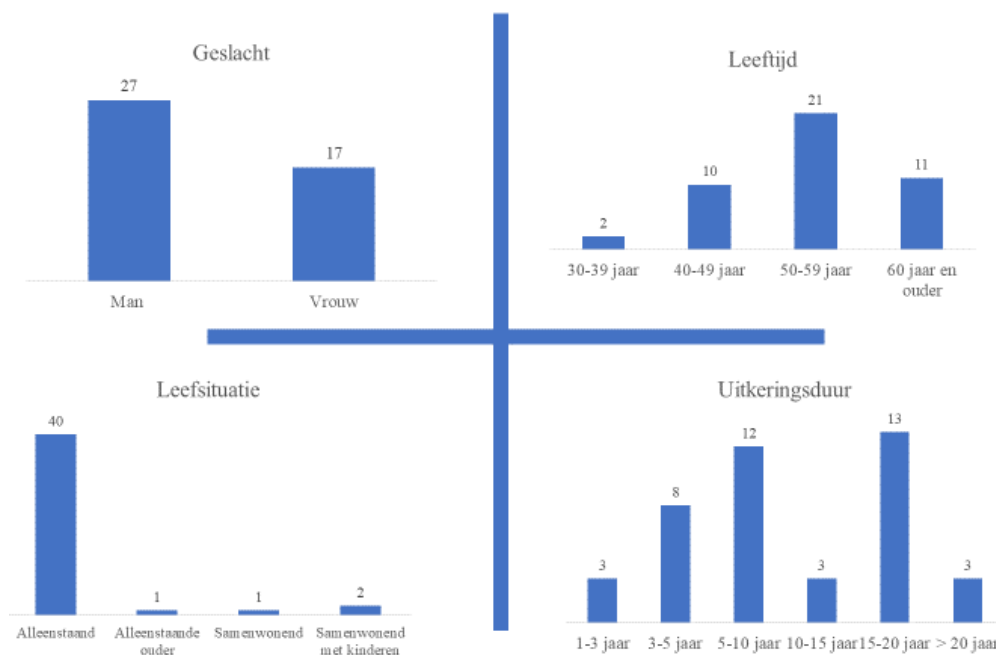 Geslacht
27
17
Man
Vrouw
Leeftijd
2
10
21
11
30-39 jaar
40-49 jaar
50-59 jaar
60 jaar en
ouder
Leefsituatie
40
1
1
2
Alleenstaand
Alleenstaande
ouder
Samenwonend
Samenwonend
met kinderen
Uitkeringsduur
3
8
12
3
13
3
1-3 jaar
3-5 jaar
5-10 jaar
10-15 jaar
15-20 jaar
> 20 jaar